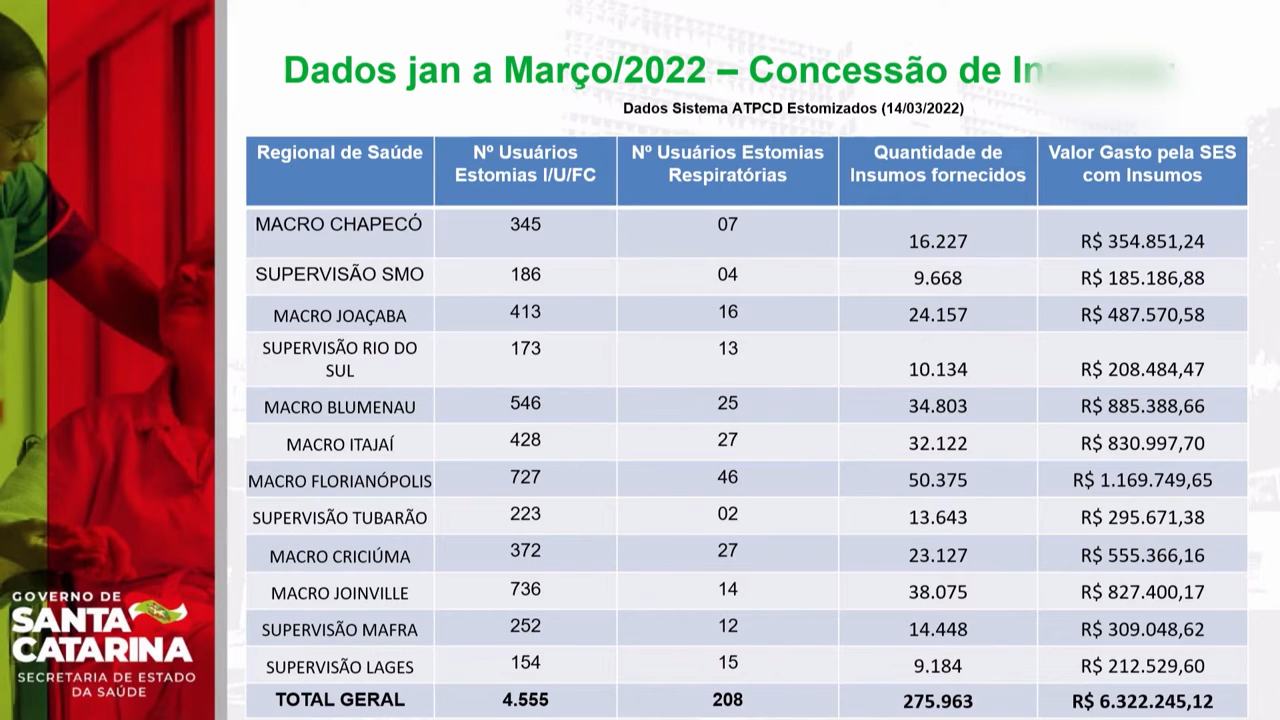 Dados jan a Março/2022 – Concessão de
Dados Sistema ATPCD Estomizados (14/03/2022)
Regional de Saúde
Nº Usuários
Estomias I/U/FC
Nº Usuários Estomias
Respiratórias
Quantidade de
Insumos fornecidos
Valor Gasto pela SES
com Insumos
MACRO CHAPECÓ 345 07 16.227 R$ 354.851,24
SUPERVISÃO SMO 186 04 9.668 R$ 185.186,88
MACRO JOAÇABA 413 16 24.157 R$ 487.570,58
SUPERVISÃO RIO DO
SUL 173 13 10.134 R$ 208.484,47
MACRO BLUMENAU 546 25 34.803 R$ 885.388,66
MACRO ITAJAÍ 428 27 32.122 R$ 830.997,70
MACRO FLORIANÓPOLIS 727 46 50.375 R$ 1.169.749,65
SUPERVISÃO TUBARÃO 223 02 13.643 R$ 295.671,38
MACRO CRICIÚMA 372 27 23.127 R$ 555.366,16
MACRO JOINVILLE 736 14 38.075 R$ 827.400,17
SUPERVISÃO MAFRA 252 12 14.448 R$ 309.048,62
SUPERVISÃO LAGES 154 15 9.184 R$ 212.529,60
TOTAL GERAL 4.555 208 275.963 R$ 6.322.245,12
GOVERNO DE
SANTA
CATARINA
SECRETARIA DE ESTADO
DA SAÚDE